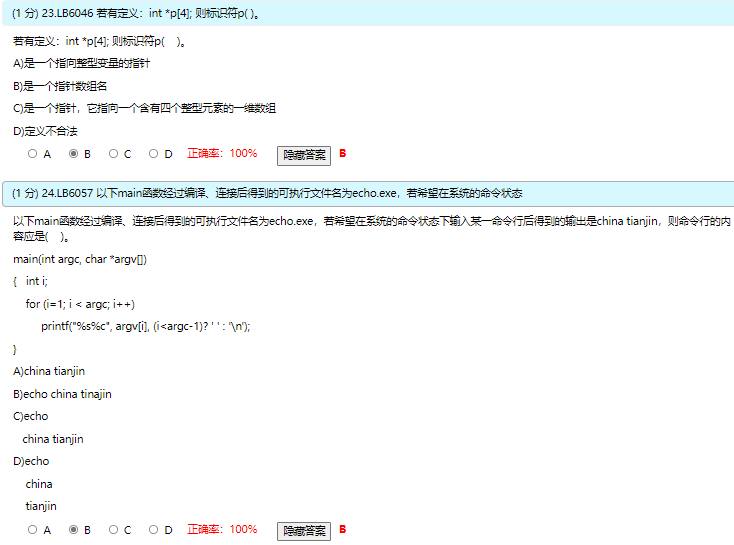 (1 分) 23.LB6046 若有定义：int *p[4]; 则标识符p( )。
若有定义：int *p[4]; 则标识符p(    )。
A)是一个指向整型变量的指针
B)是一个指针数组名
C)是一个指针，它指向一个含有四个整型元素的一维数组
D)定义不合法
A B C D 正确率：100% 隐藏答案 B
(1 分) 24.LB6057 以下main函数经过编译、连接后得到的可执行文件名为echo.exe，若希望在系统的命令状态
以下main函数经过编译、连接后得到的可执行文件名为echo.exe，若希望在系统的命令状态下输入某一命令行后得到的输出是china tianjin，则命令行的内
容应是(    )。
main(int argc, char *argv[])
{   int i;
for (i=1; i < argc; i++)
printf("%s%c", argv[i], (i<argc-1)? ' ' : '\n');
}
A)china tianjin
B)echo china tinajin
C)echo
china tianjin
D)echo
china
tianjin
A B C D 正确率：100% 隐藏答案 B